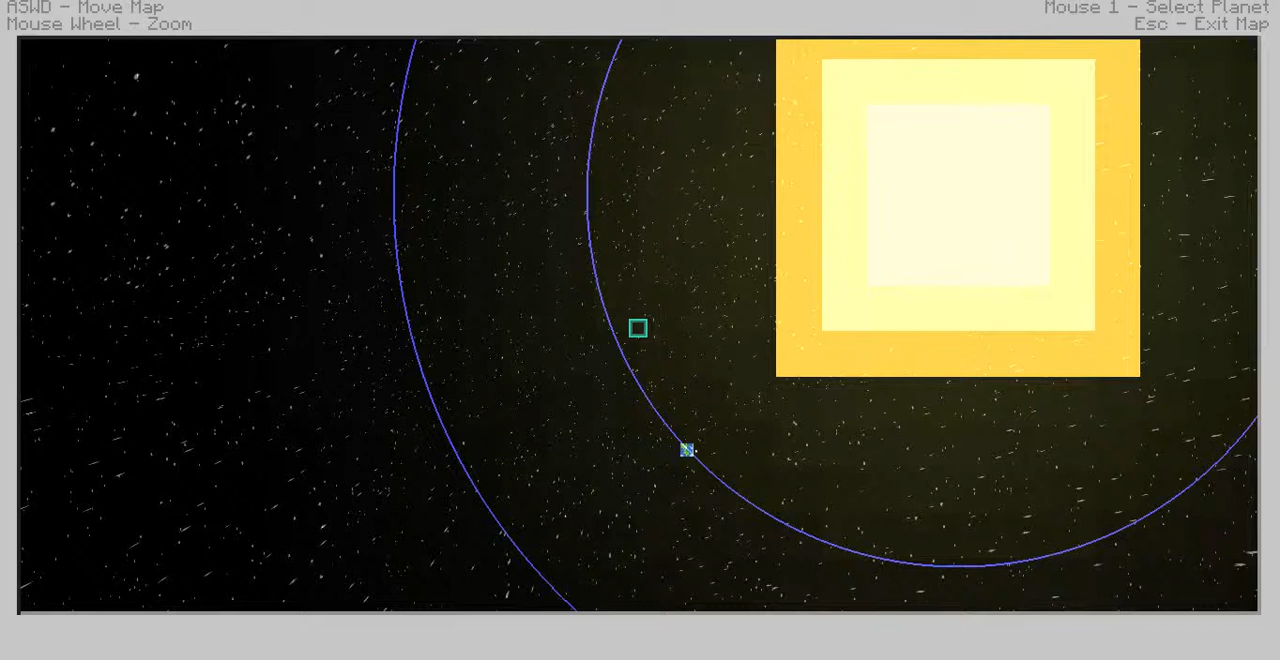 ASWD - Move Map
Mouse Wheel - Zoom
Mouse 1 - Select Planet
Esc - Exit Map